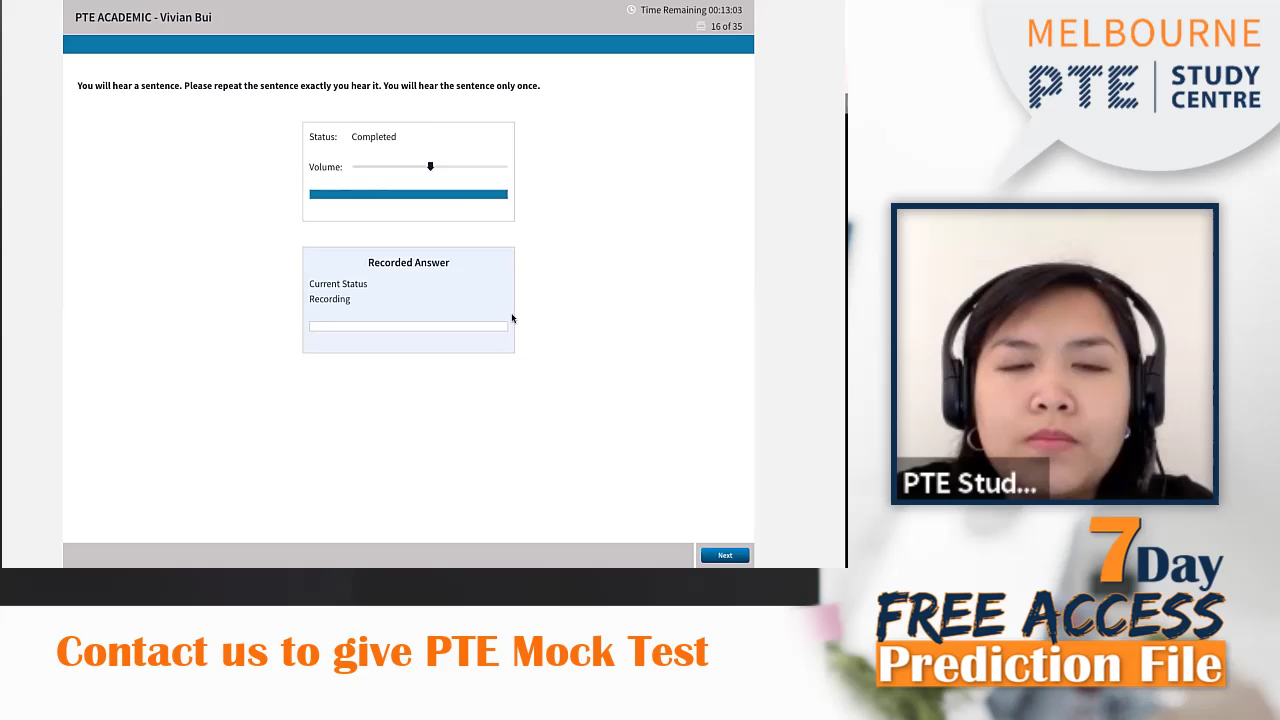 PTE ACADEMIC - Vivian Bui
Time Remaining 00:13:03
16 of 35
You will hear a sentence. Please repeat the sentence exactly you hear it. You will hear the sentence only once.
Status: Completed
Volume:
Recorded Answer
Current Status
Recording
Next
MELBOURNE
PTE STUDY
CENTRE
PTE Stud...
7Day
FREE ACCESS
Prediction File
Contact us to give PTE Mock Test